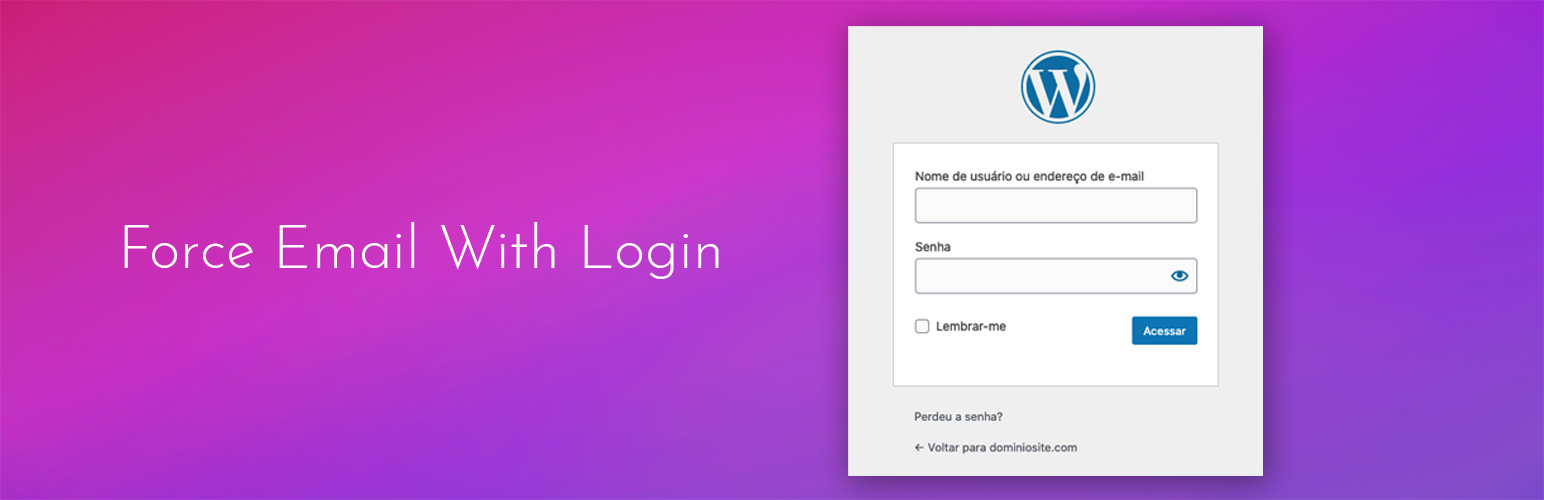 Force Email With Login
W
Nome de usuário ou endereço de e-mail
Senha
Lembrar-me
Acessar
Perdeu a senha?
← Voltar para dominiosite.com